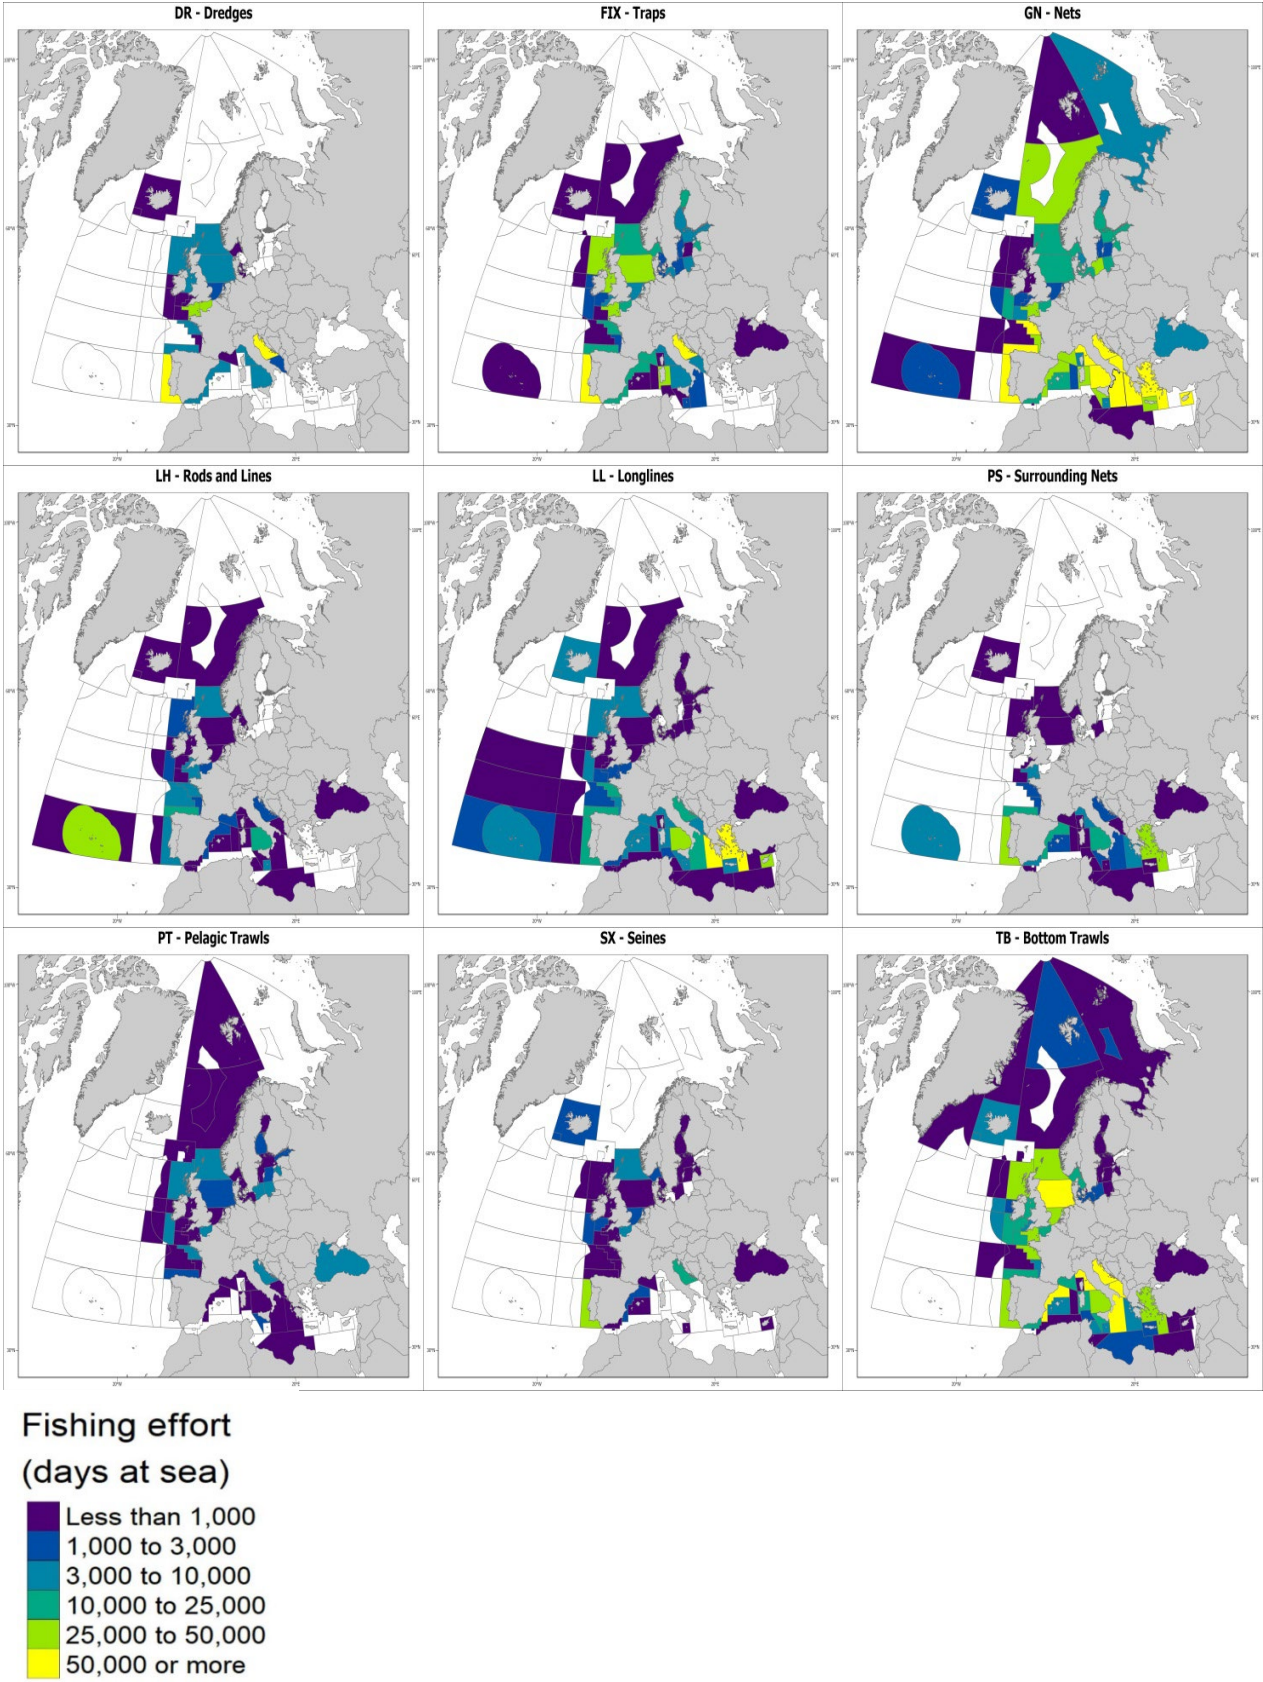 DR - Dredges
FIX - Traps
GN - Nets
LH - Rods and Lines
LL - Longlines
PS - Surrounding Nets
PT - Pelagic Trawls
SX - Seines
TB - Bottom Trawls
Fishing effort
(days at sea)
Less than 1,000
1,000 to 3,000
3,000 to 10,000
10,000 to 25,000
25,000 to 50,000
50,000 or more